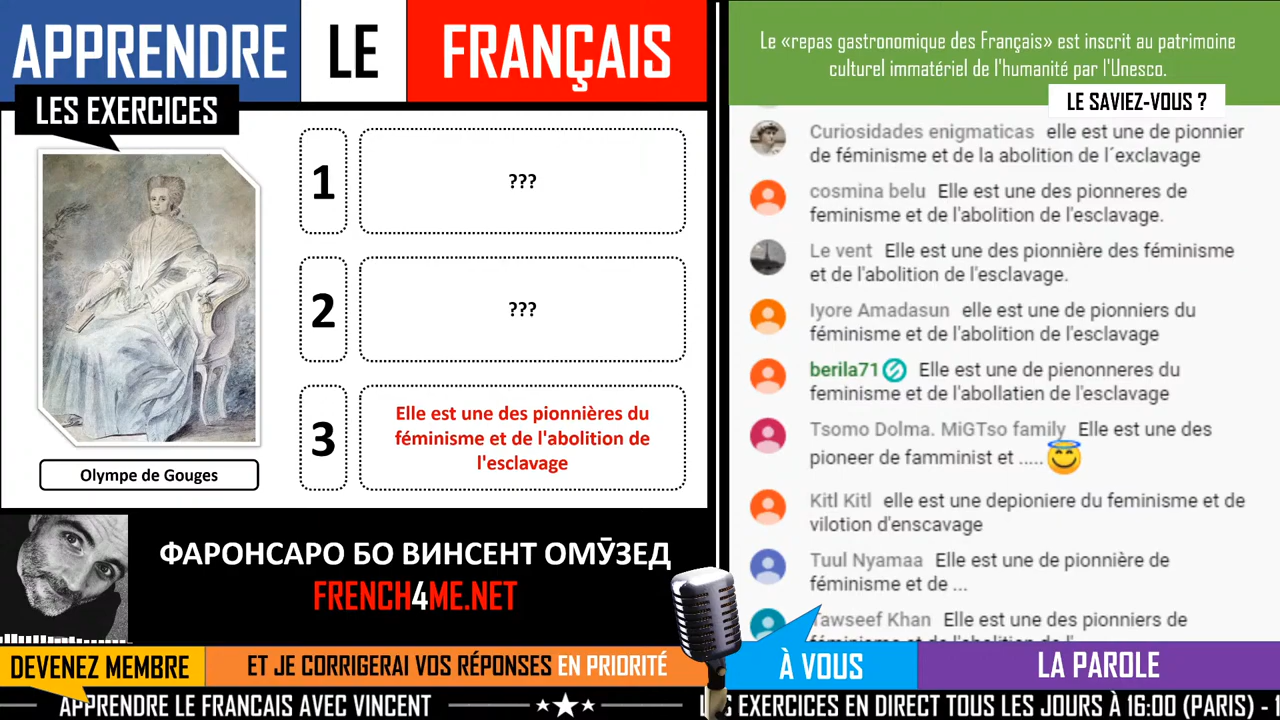 APPRENDRE LE FRANÇAIS
LES EXERCICES
1
???
2
???
3
Elle est une des pionnières du
féminisme et de l'abolition de
l'esclavage
Olympe de Gouges
ФАРОНСАРО БО ВИНСЕНТ ОМӮЗЕД
FRENCH4ME.NET
DEVENEZ MEMBRE
ET JE CORRIGERAI VOS RÉPONSES EN PRIORITÉ
Le «repas gastronomique des Français» est inscrit au patrimoine
culturel immatériel de l'humanité par l'Unesco.
LE SAVIEZ-VOUS ?
Curiosidades enigmaticas elle est une de pionnier
de féminisme et de la abolition de l´exclavage
cosmina belu Elle est une des pionneres de
feminisme et de l'abolition de l'esclavage.
Le vent Elle est une des pionnière des féminisme
et de l'abolition de l'esclavage.
Iyore Amadasun elle est une de pionniers du
féminisme et de l'abolition de l'esclavage
berila71 Elle est une de pienonneres du
feminisme et de l'abollatien de l'esclavage
Tsomo Dolma. MiGTso family Elle est une des
pioneer de famminist et .....
Kitl Kitl elle est une depioniere du feminisme et de
vilotion d'enscavage
Tuul Nyamaa Elle est une de pionnière de
féminisme et de ...
Tawseef Khan Elle est une des pionniers de
féminisme et de l'abolition de l'
À VOUS
LA PAROLE
APPRENDRE LE FRANCAIS AVEC VINCENT
LES EXERCICES EN DIRECT TOUS LES JOURS À 16:00 (PARIS) -